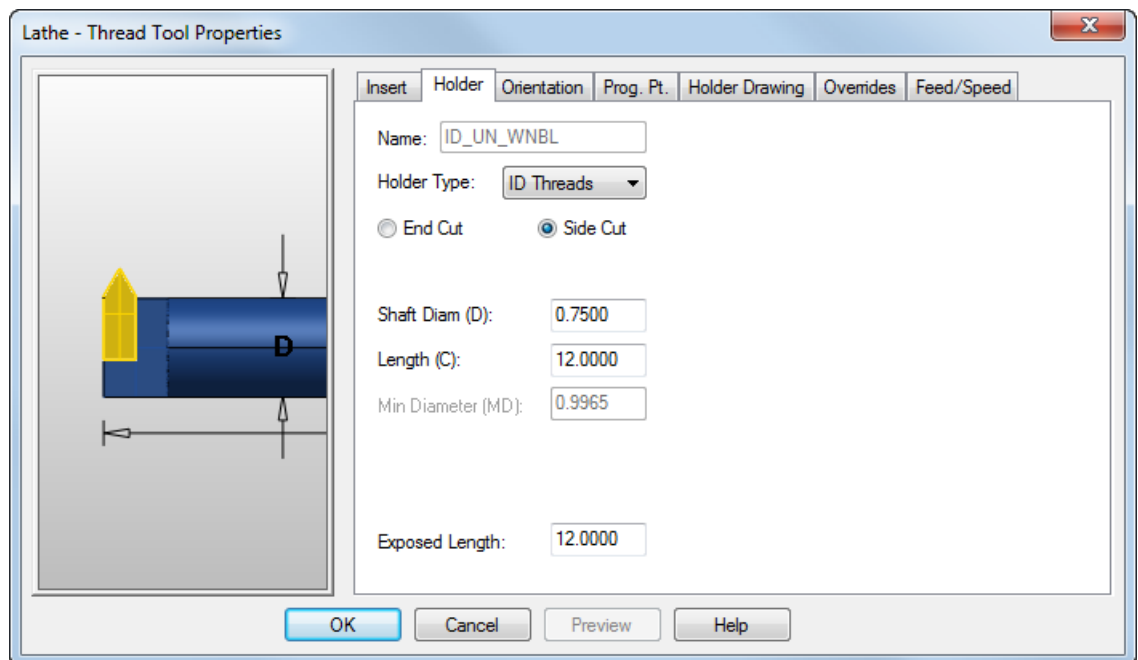 Lathe - Thread Tool Properties
Insert Holder Orientation Prog. Pt. Holder Drawing Overrides Feed/Speed
Name: ID_UN_WNBL
Holder Type: ID Threads
End Cut Side Cut
Shaft Diam (D): 0.7500
Length (C): 12.0000
Min Diameter (MD): 0.9965
D
Exposed Length: 12.0000
OK Cancel Preview Help